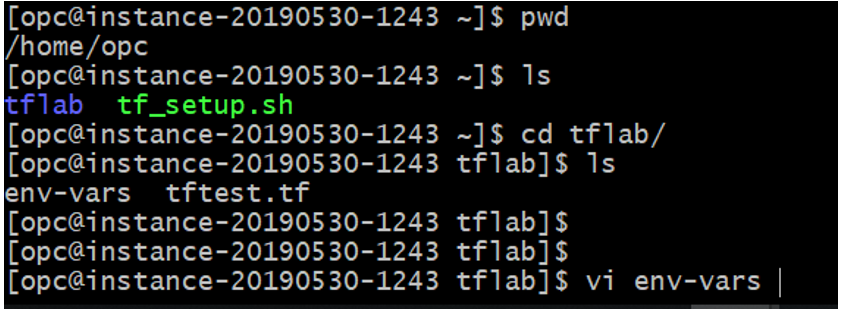 [opc@instance-20190530-1243 ~]$ pwd
/home/opc
[opc@instance-20190530-1243 ~]$ ls
tflab  tf_setup.sh
[opc@instance-20190530-1243 ~]$ cd tflab/
[opc@instance-20190530-1243 tflab]$ ls
env-vars  tftest.tf
[opc@instance-20190530-1243 tflab]$
[opc@instance-20190530-1243 tflab]$
[opc@instance-20190530-1243 tflab]$ vi env-vars